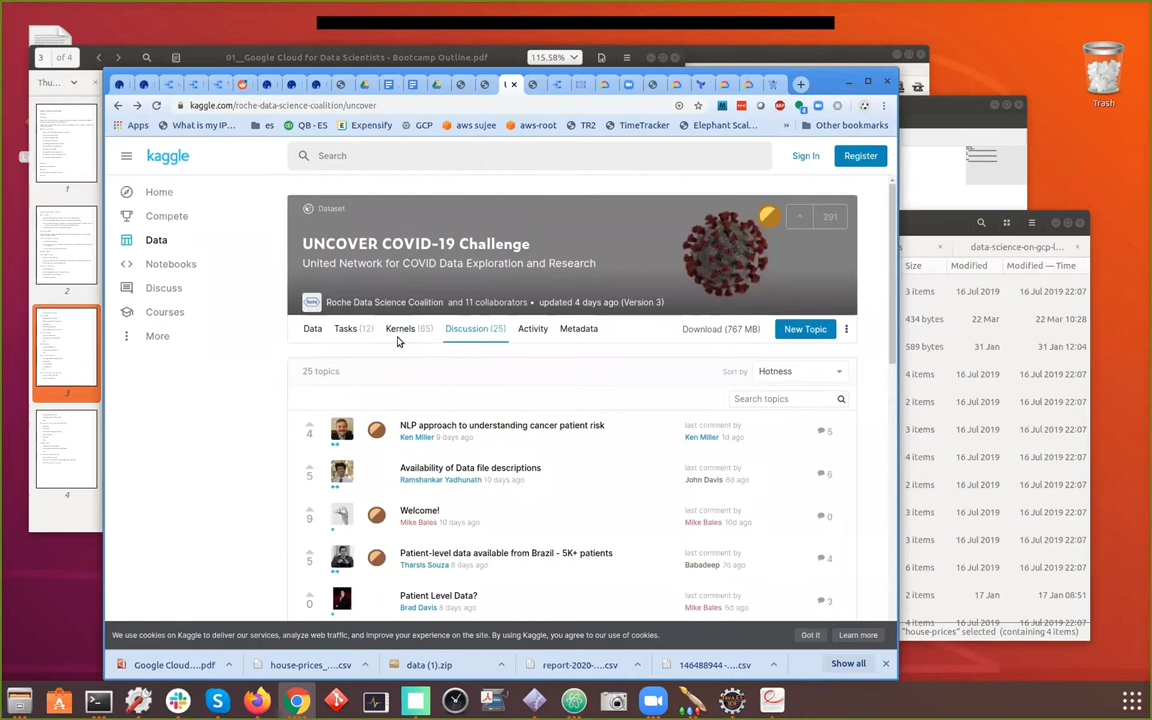 3 of 4
01__Google Cloud for Data Scientists - Bootcamp Outline.pdf
115.58%
Thu...
1
2
3
4
kaggle.com/roche-data-science-coalition/uncover
Apps What is my IP... es QB - ES Expensify GCP aws sujee aws-root TR2 TimeTracker Elephant Scal... » Other bookmarks
kaggle
Search
Sign In
Register
Home
Compete
Data
Notebooks
Discuss
Courses
More
Dataset
291
UNCOVER COVID-19 Challenge
United Network for COVID Data Exploration and Research
Roche Data Science Coalition and 11 collaborators • updated 4 days ago (Version 3)
Data Tasks (12) Kernels (65) Discussion (25) Activity Metadata Download (767 MB) New Topic
25 topics
Sort by Hotness
Search topics
4 NLP approach to understanding cancer patient risk last comment by 5
Ken Miller 9 days ago Ken Miller 1d ago
5 Availability of Data file descriptions last comment by 6
Ramshankar Yadhunath 10 days ago John Davis 6d ago
9 Welcome! last comment by 0
Mike Bales 10 days ago Mike Bales 10d ago
5 Patient-level data available from Brazil - 5K+ patients last comment by 4
Tharsis Souza 8 days ago Babadeep 7d ago
0 Patient Level Data? last comment by 3
Brad Davis 8 days ago Mike Bales 6d ago
We use cookies on Kaggle to deliver our services, analyze web traffic, and improve your experience on the site. By using Kaggle, you agree to our use of cookies.
Got it
Learn more
Google Cloud....pdf house-prices_....csv data (1).zip report-2020-....csv 146488944 -....csv Show all
Trash
data-science-on-gcp-l...
Size Modified Modified — Time
3 items 16 Jul 2019 16 Jul 2019 22:07
434 bytes 22 Mar 22 Mar 10:28
589 bytes 31 Jan 31 Jan 12:04
4 items 16 Jul 2019 16 Jul 2019 22:07
2 items 16 Jul 2019 16 Jul 2019 22:07
3 items 16 Jul 2019 16 Jul 2019 22:07
4 items 16 Jul 2019 16 Jul 2019 22:07
2 items 16 Jul 2019 16 Jul 2019 22:07
3 items 16 Jul 2019 16 Jul 2019 22:07
3 items 16 Jul 2019 16 Jul 2019 22:07
6 items 16 Jul 2019 16 Jul 2019 22:07
2 items 17 Jan 17 Jan 08:51
4 items 16 Jul 2019 16 Jul 2019 22:07
"house-prices" selected (containing 4 items)